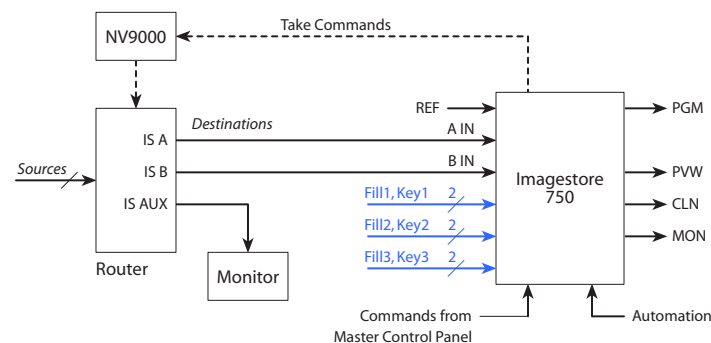 Take Commands
NV9000
REF
PGM
Destinations
A IN
IS A
B IN
PVW
Sources
IS B
Imagestore
750
Fill1, Key1 2
CLN
IS AUX
Fill2, Key2 2
MON
Fill3, Key3 2
Router
Monitor
Commands from
Master Control Panel
Automation